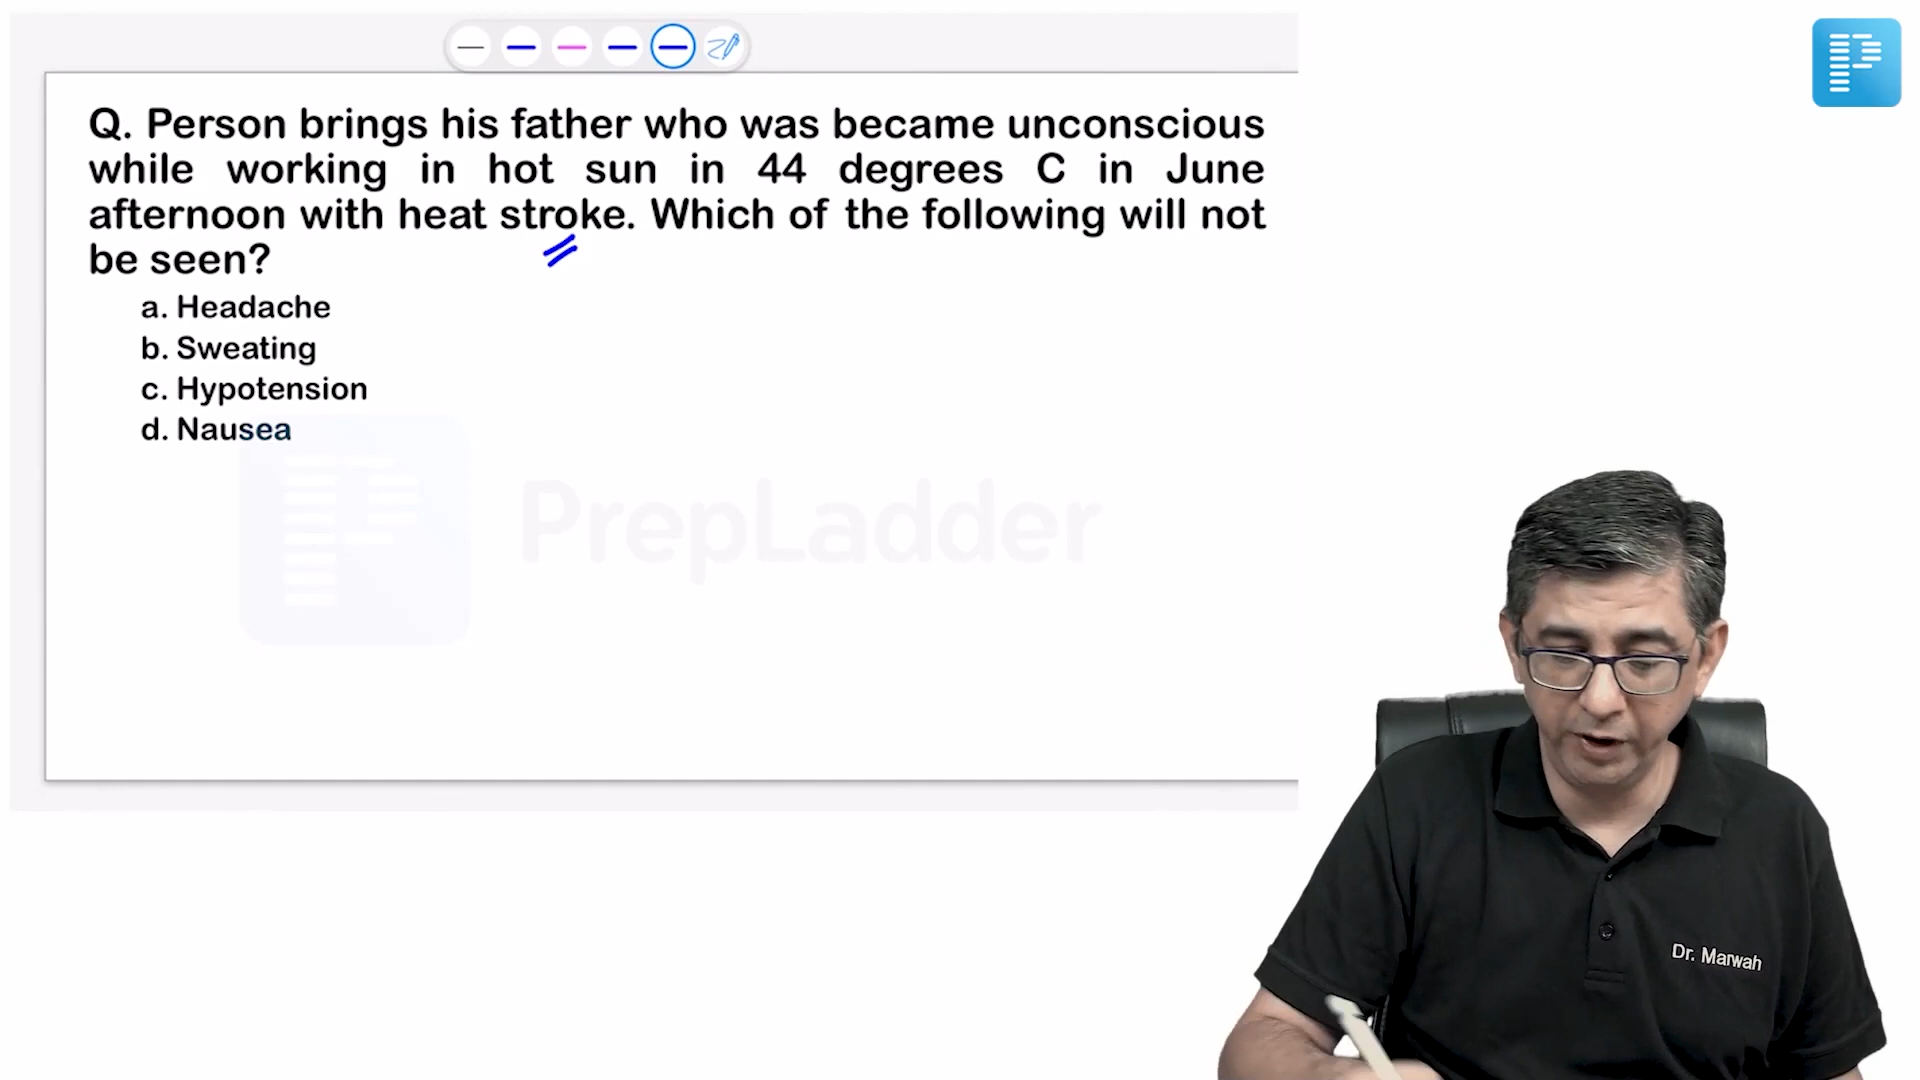 Q. Person brings his father who was became unconscious
while working in hot sun in 44 degrees C in June
afternoon with heat stroke. Which of the following will not
be seen?
a. Headache
b. Sweating
c. Hypotension
d. Nausea
PrepLadder
Dr. Marwah